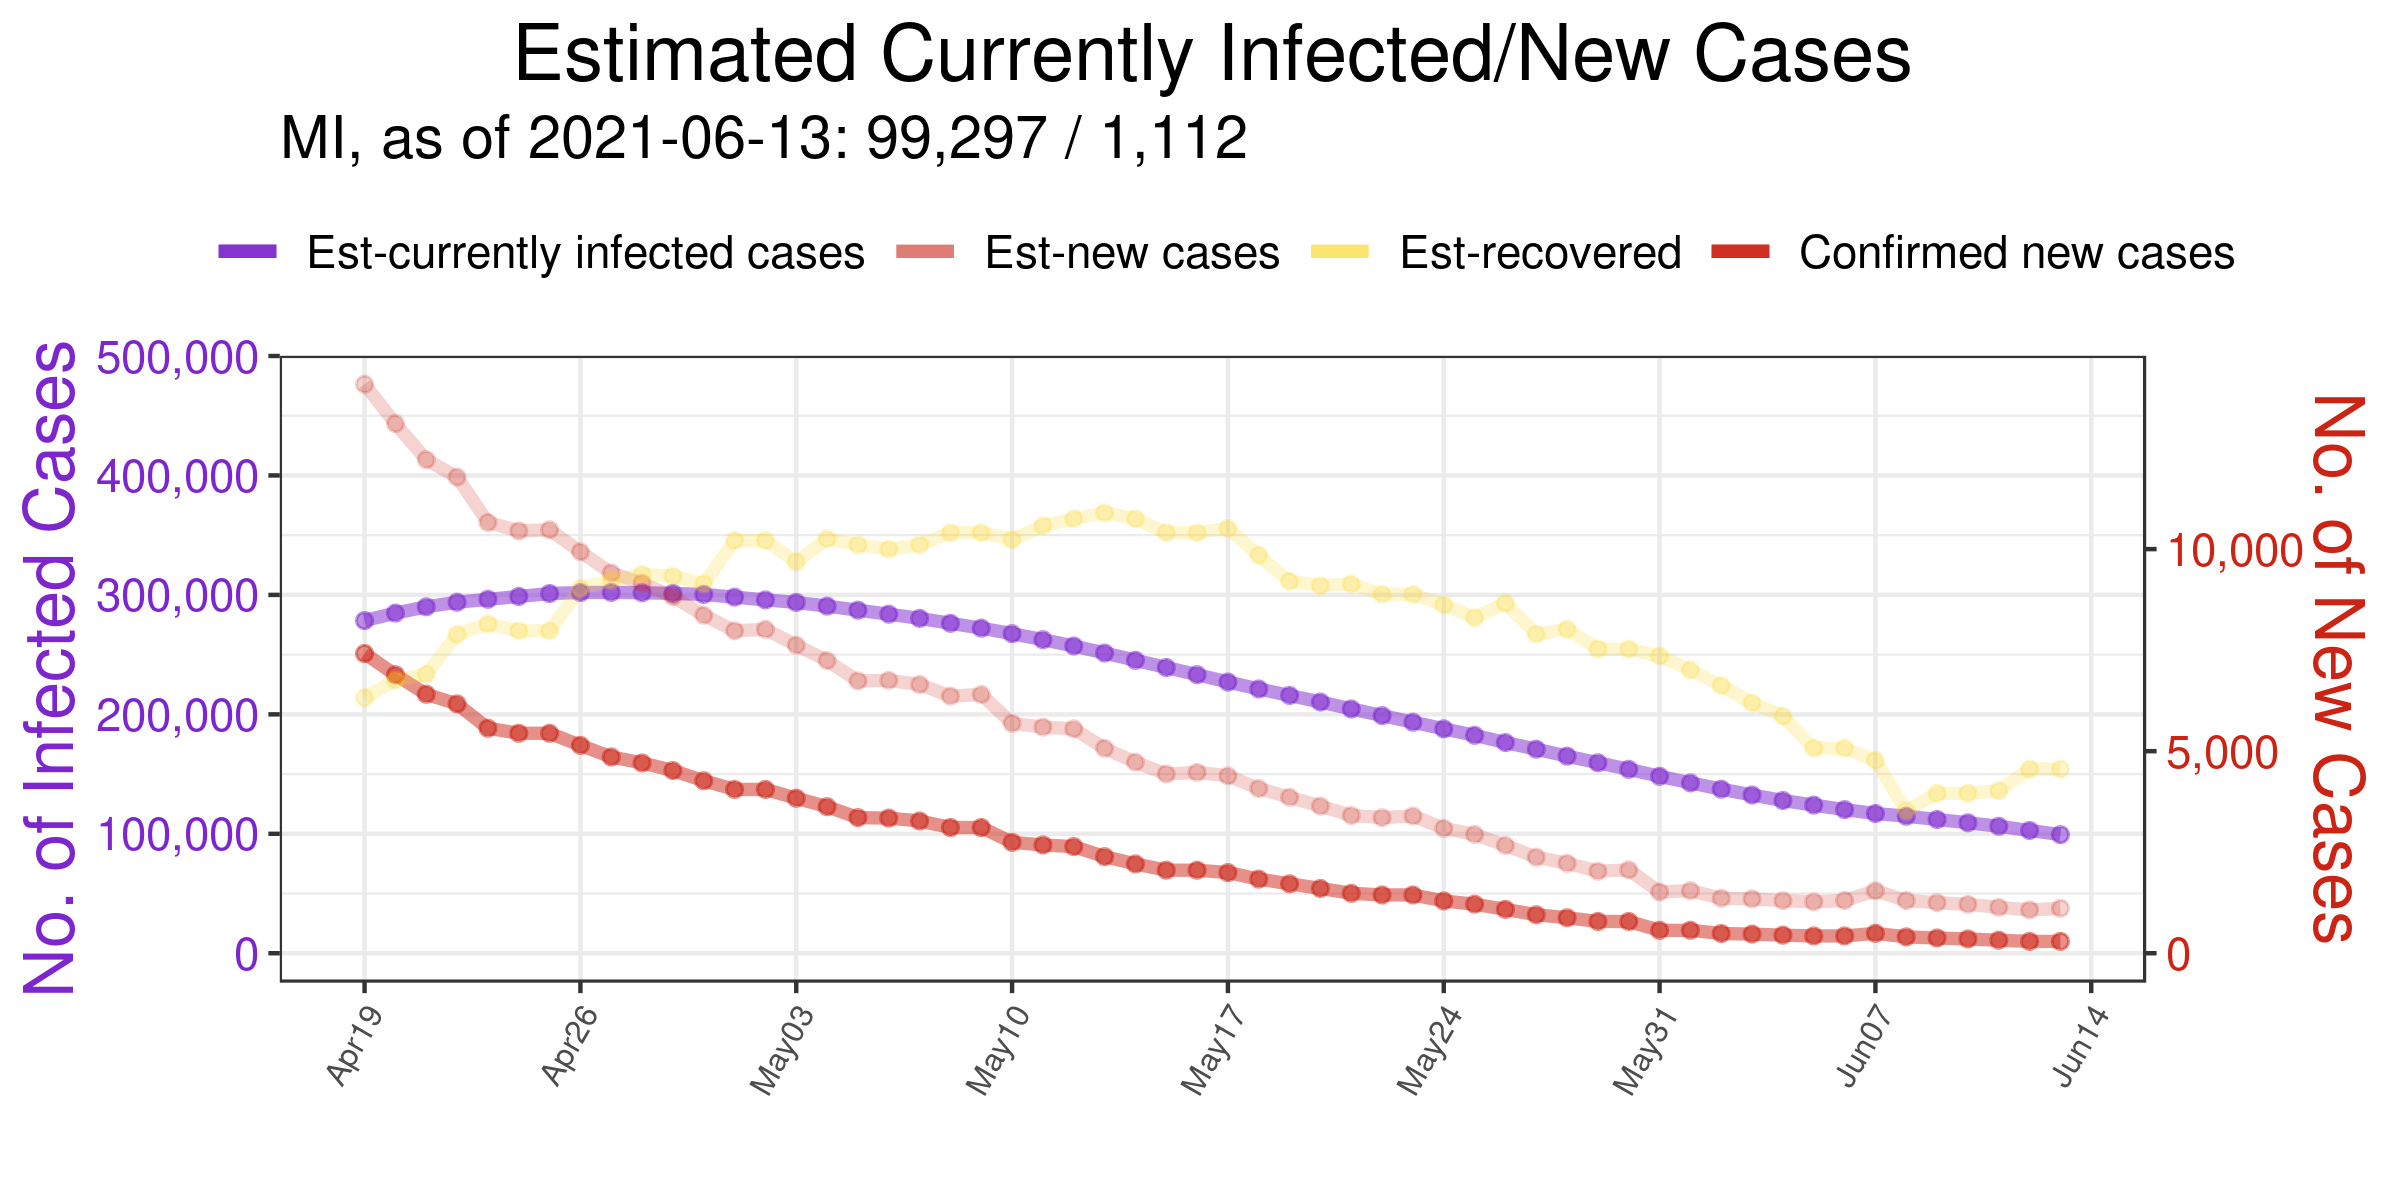 Estimated Currently Infected/New Cases
MI, as of 2021-06-13: 99,297 / 1,112
Est-currently infected cases Est-new cases Est-recovered Confirmed new cases
No. of Infected Cases
500,000
400,000
300,000
200,000
100,000
0
10,000
5,000
0
No. of New Cases
Apr19 Apr26 May03 May10 May17 May24 May31 Jun07 Jun14